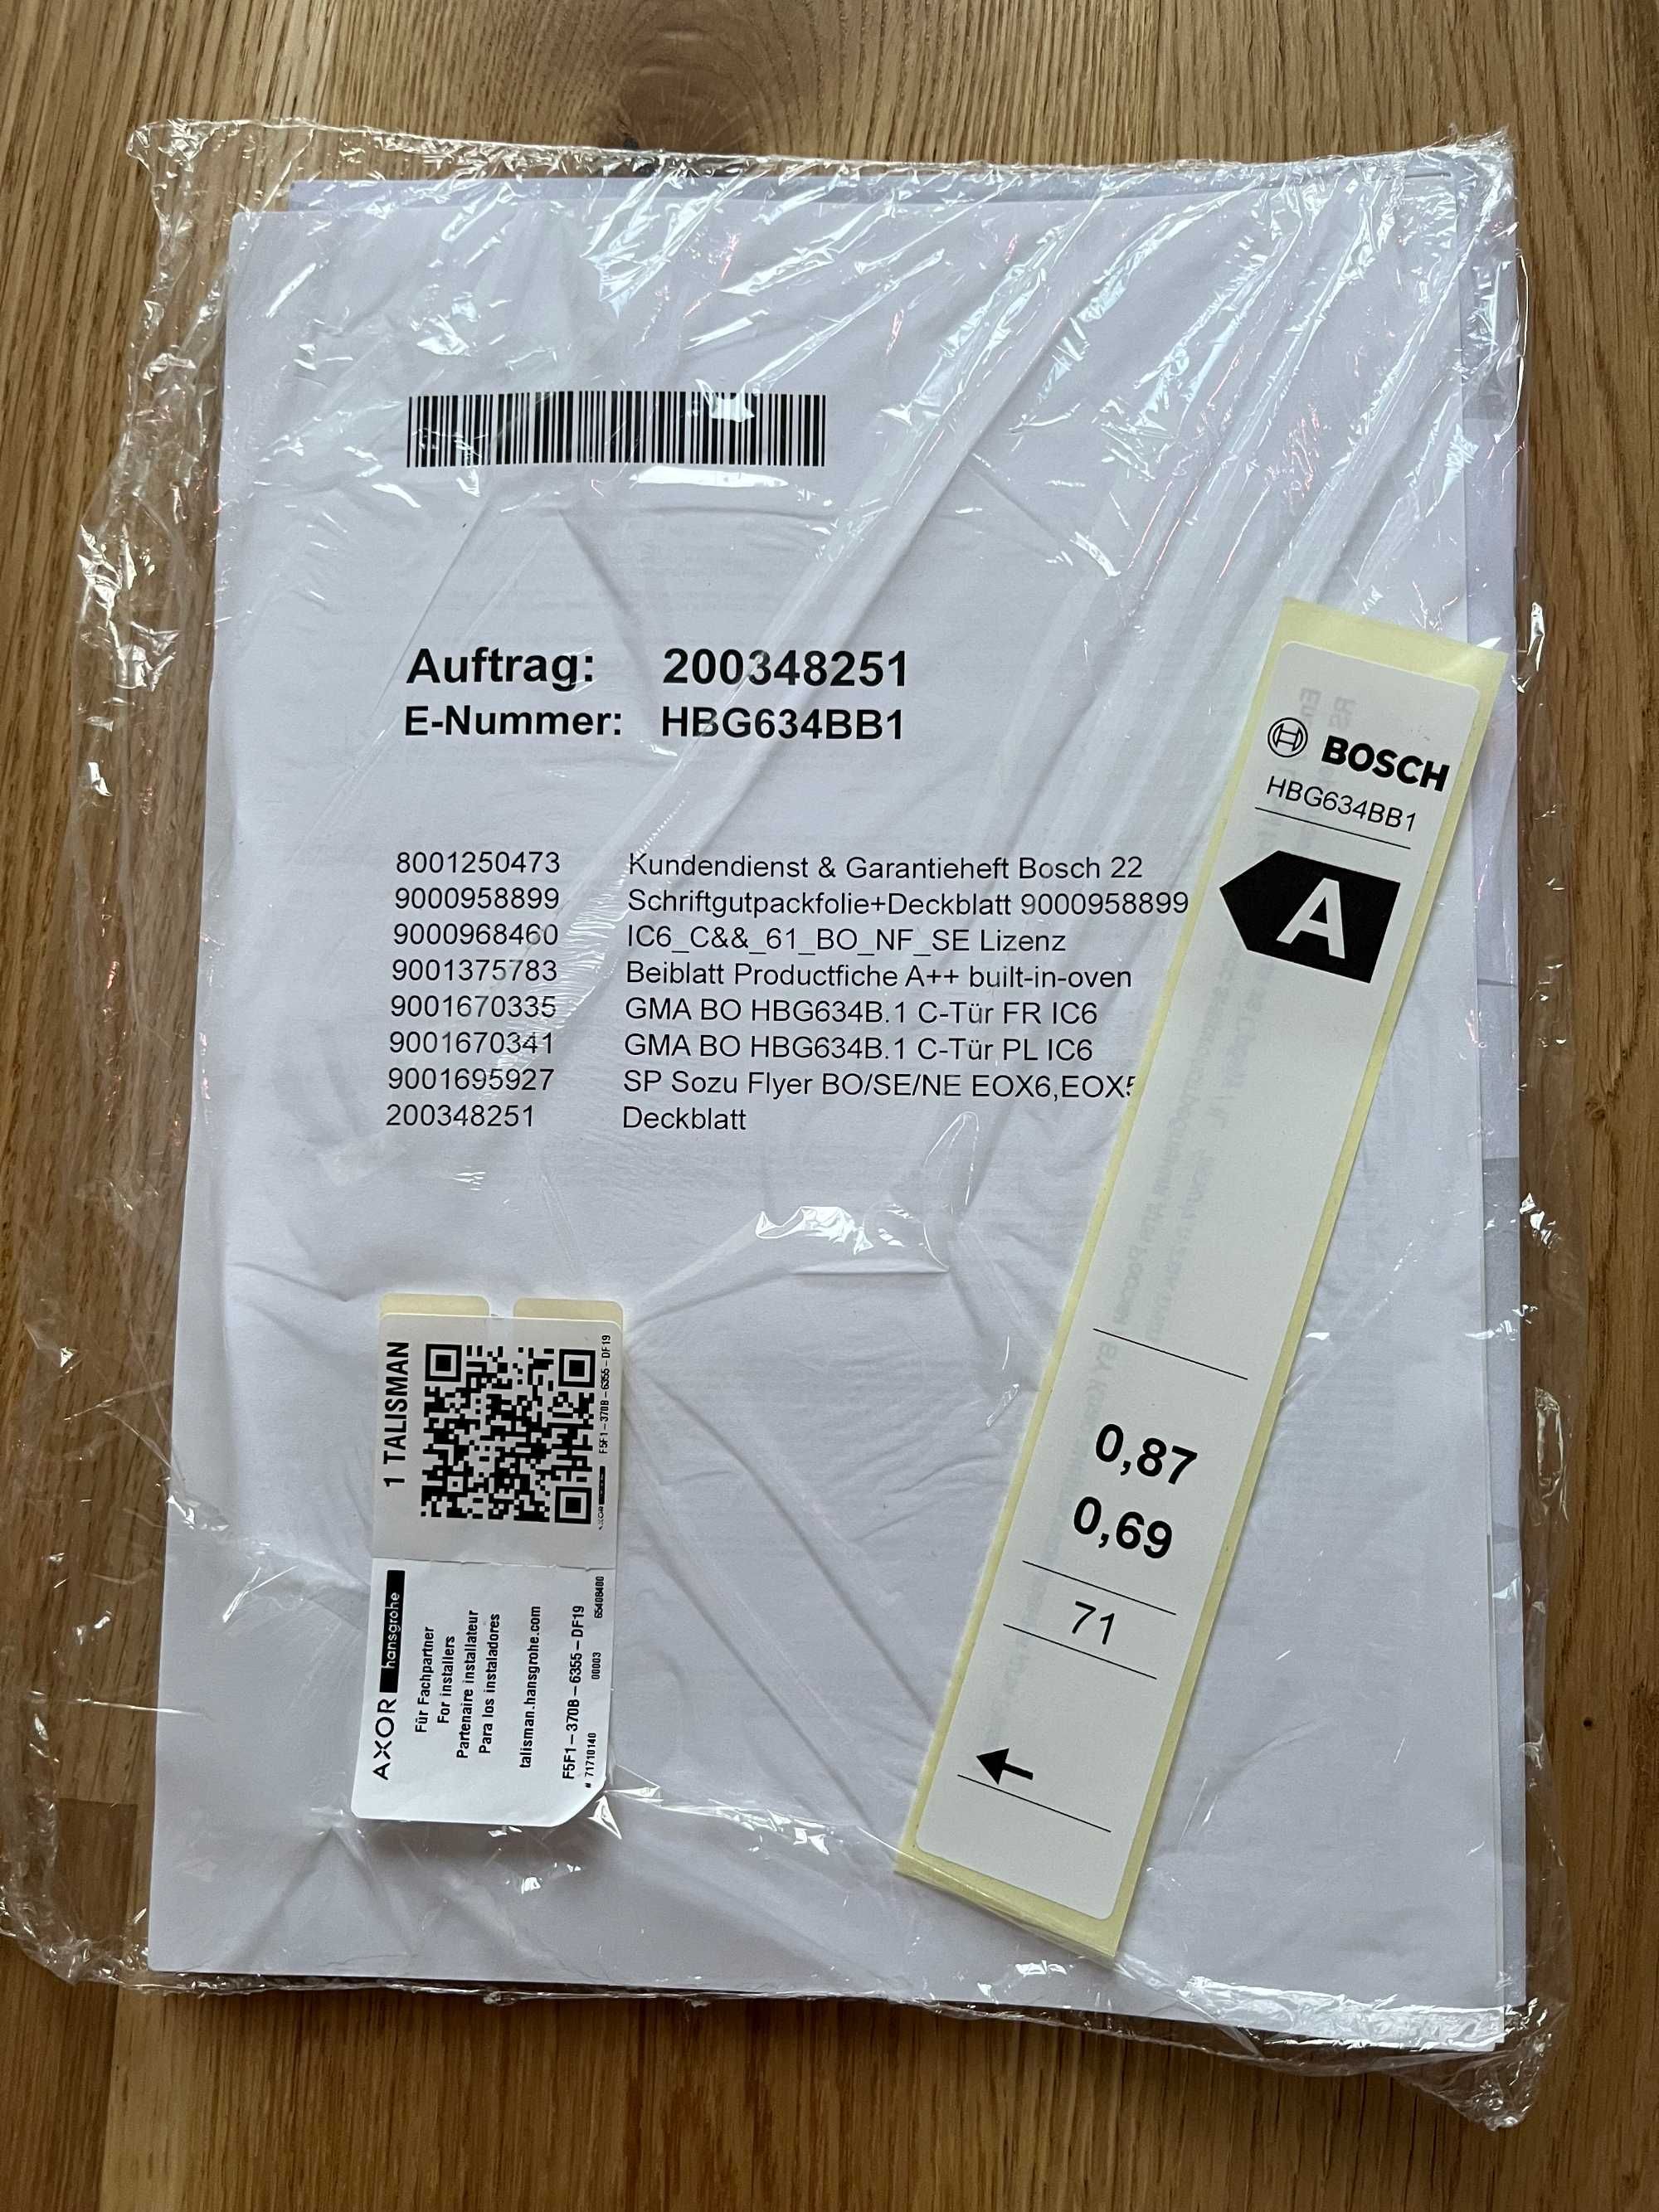 Auftrag: 200348251
E-Nummer: HBG634BB1
8001250473 Kundendienst & Garantieheft Bosch 22
9000958899 Schriftgutpackfolie+Deckblatt 9000958899
9000968460 IC6_C&&_61_BO_NF_SE Lizenz
9001375783 Beiblatt Productfiche A++ built-in-oven
9001670335 GMA BO HBG634B.1 C-Tür FR IC6
9001670341 GMA BO HBG634B.1 C-Tür PL IC6
9001695927 SP Sozu Flyer BO/SE/NE EOX6,EOX5
200348251 Deckblatt
BOSCH
HBG634BB1
A
0,87
0,69
71
1 TALISMAN
F5F1-370B-6355-DF19
AXOR hansgrohe
Für Fachpartner
For installers
Partenaire installateur
Para los instaladores
talisman.hansgrohe.com
F5F1-370B-6355-DF19
# 71710140 00003 65408400